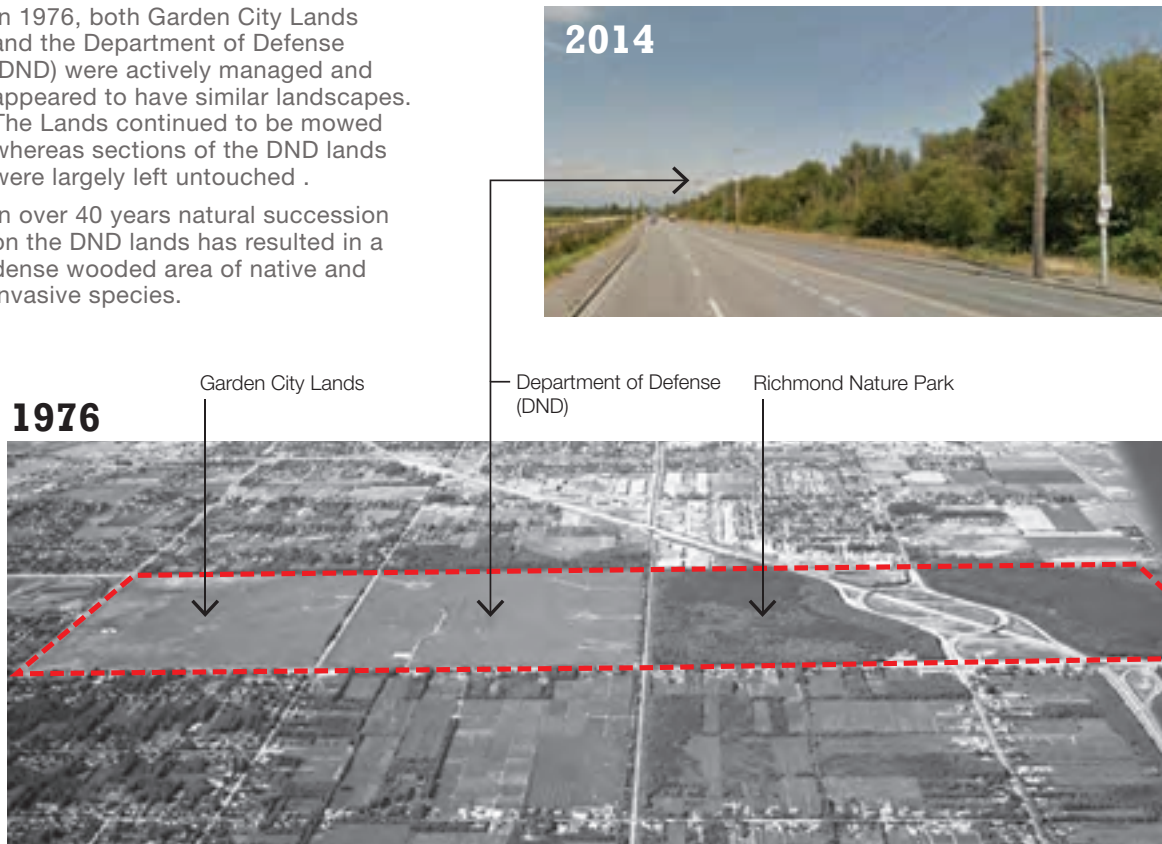 n 1976, both Garden City Lands
and the Department of Defense
DND) were actively managed and
appeared to have similar landscapes.
The Lands continued to be mowed
whereas sections of the DND lands
were largely left untouched .
n over 40 years natural succession
on the DND lands has resulted in a
dense wooded area of native and
nvasive species.
2014
Garden City Lands
Department of Defense
(DND)
Richmond Nature Park
1976